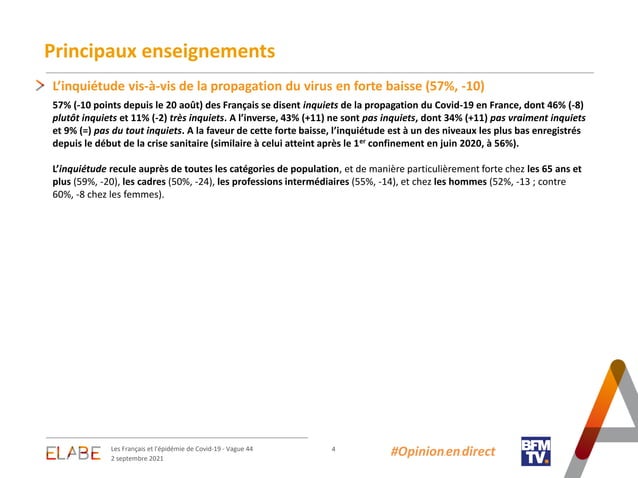 Principaux enseignements
L'inquiétude vis-à-vis de la propagation du virus en forte baisse (57%, -10)
57% (-10 points depuis le 20 août) des Français se disent inquiets de la propagation du Covid-19 en France, dont 46% (-8)
plutôt inquiets et 11% (-2) très inquiets. A l'inverse, 43% (+11) ne sont pas inquiets, dont 34% (+11) pas vraiment inquiets
et 9% (=) pas du tout inquiets. A la faveur de cette forte baisse, l'inquiétude est à un des niveaux les plus bas enregistrés
depuis le début de la crise sanitaire (similaire à celui atteint après le 1er confinement en juin 2020, à 56%).
L'inquiétude recule auprès de toutes les catégories de population, et de manière particulièrement forte chez les 65 ans et
plus (59%, -20), les cadres (50%, -24), les professions intermédiaires (55%, -14), et chez les hommes (52%, -13 ; contre
60%, -8 chez les femmes).
ELABE
Les Français et l'épidémie de Covid-19 - Vague 44
2 septembre 2021
4
#Opinionendirect
BFM
TV.